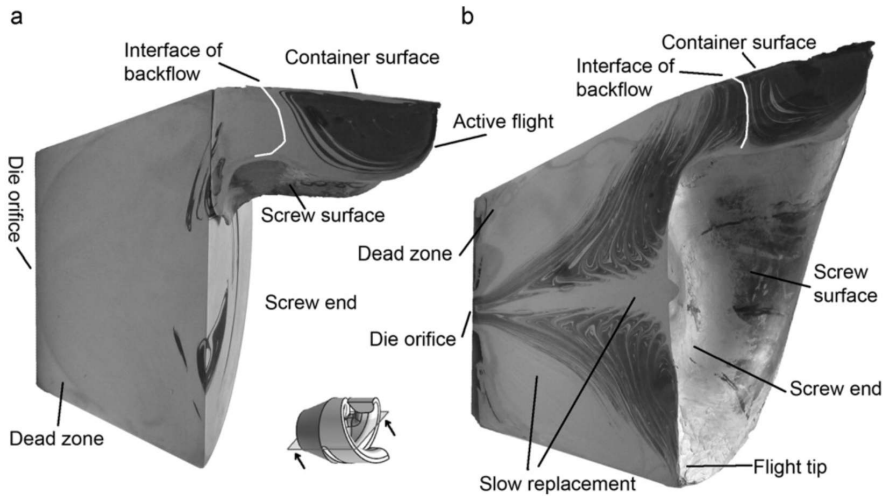 a
Interface of
backflow
Container surface
Active flight
Die orifice
Screw surface
Screw end
Dead zone
b
Container surface
Interface of
backflow
Dead zone
Die orifice
Screw
surface
Screw end
Flight tip
Slow replacement